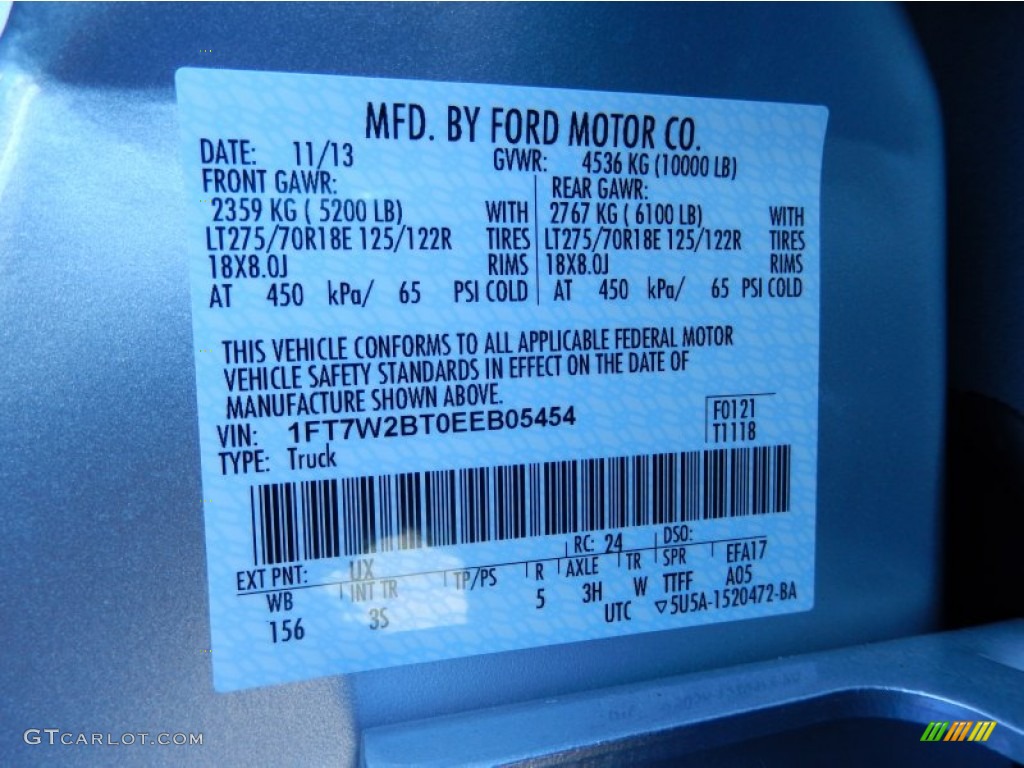 MFD. BY FORD MOTOR CO.
DATE: 11/13 GVWR: 4536 KG (10000 LB)
FRONT GAWR: REAR GAWR:
2359 KG ( 5200 LB) WITH 2767 KG ( 6100 LB) WITH
LT275/70R18E 125/122R TIRES LT275/70R18E 125/122R TIRES
18X8.0J RIMS 18X8.0J RIMS
AT 450 kPa/ 65 PSI COLD AT 450 kPa/ 65 PSI COLD
THIS VEHICLE CONFORMS TO ALL APPLICABLE FEDERAL MOTOR
VEHICLE SAFETY STANDARDS IN EFFECT ON THE DATE OF
MANUFACTURE SHOWN ABOVE.
VIN: 1FT7W2BT0EEB05454 F0121
TYPE: Truck T1118
EXT PNT: UX RC: 24 DSO:
WB INT TR TP/PS R AXLE TR SPR EFA17
156 3S 5 3H W TTFF A05
UTC ▽5U5A-1520472-BA
GTCARLOT.COM